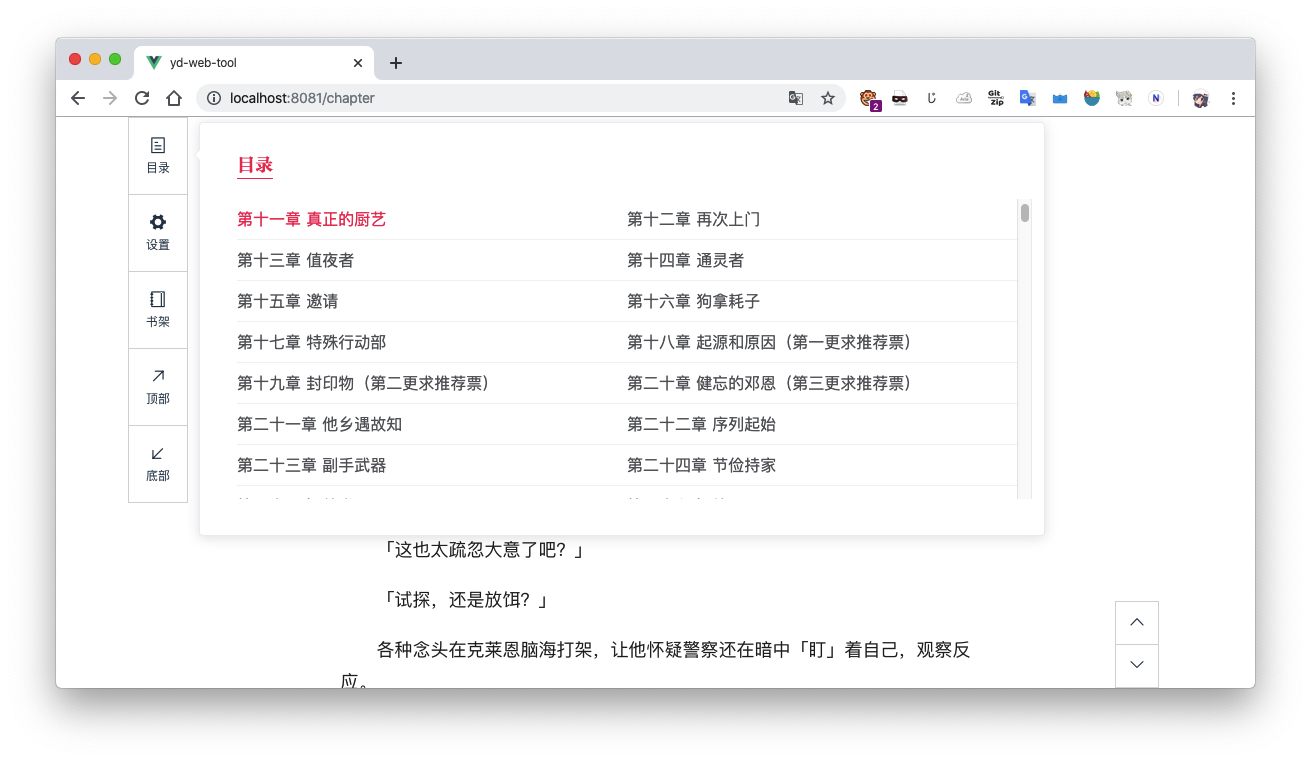 yd-web-tool
localhost:8081/chapter
2
Git
Zip
N
目录
设置
书架
顶部
底部
目录
第十一章 真正的厨艺
第十二章 再次上门
第十三章 值夜者
第十四章 通灵者
第十五章 邀请
第十六章 狗拿耗子
第十七章 特殊行动部
第十八章 起源和原因（第一更求推荐票）
第十九章 封印物（第二更求推荐票）
第二十章 健忘的邓恩（第三更求推荐票）
第二十一章 他乡遇故知
第二十二章 序列起始
第二十三章 副手武器
第二十四章 节俭持家
「这也太疏忽大意了吧？」
「试探，还是放饵？」
各种念头在克莱恩脑海打架，让他怀疑警察还在暗中「盯」着自己，观察反
应。